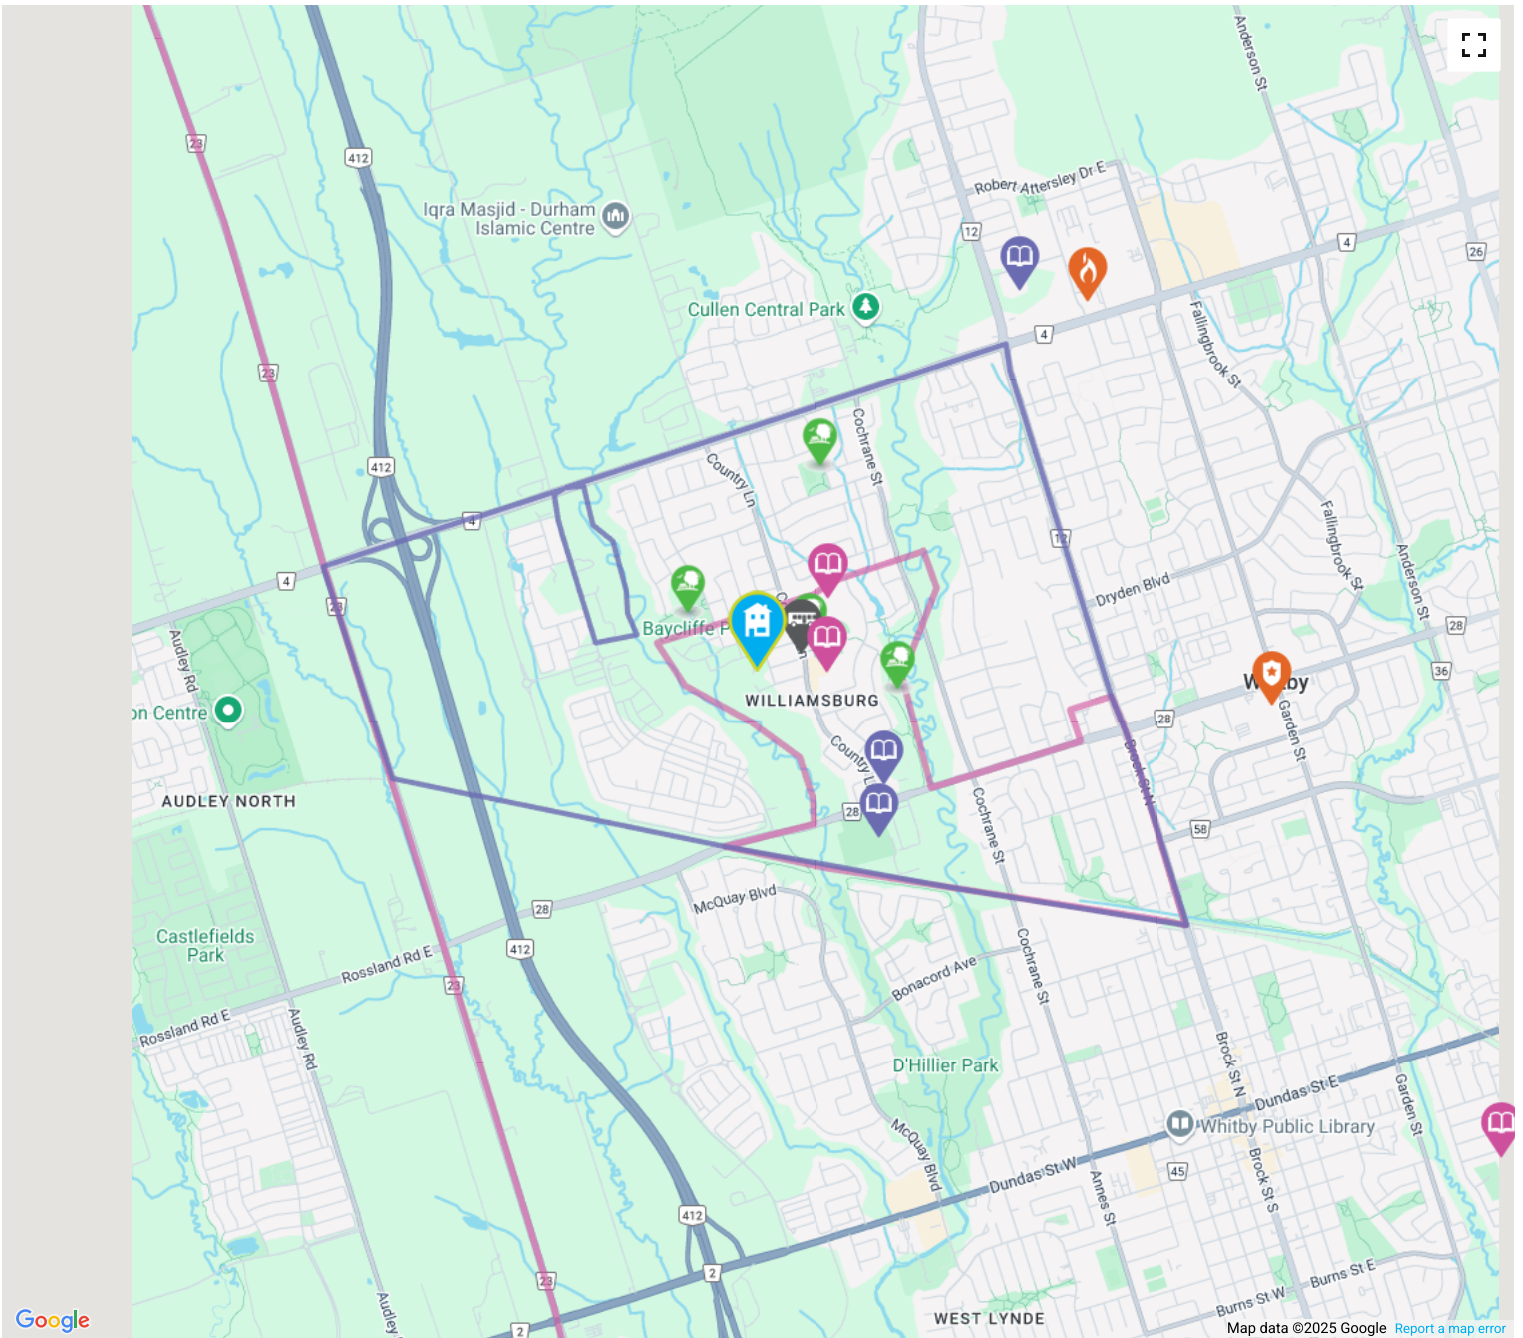 Anderson St
23
412
Robert Attersley Dr E
Iqra Masjid - Durham
Islamic Centre
12
4
26
Cullen Central Park
4
Fallingbrook St
23
Cochrane St
412
Country Ln
4
12
Fallingbrook St
Anderson St
4
23
Dryden Blvd
Audley Rd
Baycliffe P
28
36
WILLIAMSBURG
Whitby
on Centre
28
Garden St
Country L
Brock St N
AUDLEY NORTH
28
58
Cochrane St
McQuay Blvd
28
Castlefields
Park
412
Rossland Rd E
Bonacord Ave
Cochrane St
23
Rossland Rd E
Audley Rd
D'Hillier Park
Brock St N
Dundas St E
Garden St
Whitby Public Library
McQuay Blvd
Dundas St W
45
Brock St S
Annes St
412
2
23
Burns St E
Audley
Burns St W
WEST LYNDE
2
Google
Map data ©2025 Google
Report a map error